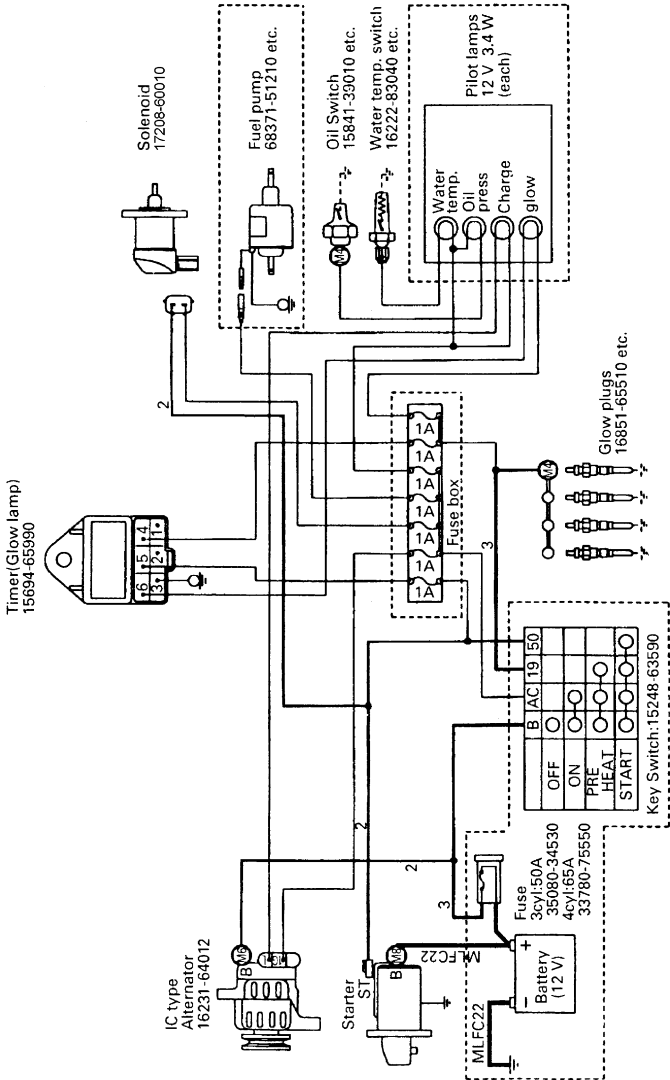 Timer(Glow lamp)
15694-65990
6 5 4
3 2 1
Solenoid
17208-60010
2
Fuel pump
68371-51210 etc.
Oil Switch
15841-39010 etc.
M4
Water temp. switch
16222-83040 etc.
Pilot lamps
12 V 3.4 W
(each)
Water
temp.
Oil
press
Charge
glow
1A
1A
1A
1A
1A
1A
1A
Fuse box
3
M4
Glow plugs
16851-65510 etc.
B AC 19 50
OFF
ON
PRE
HEAT
START
Key Switch:15248-63590
IC type
Alternator
16231-64012
M6
B
2
2
3
Starter
ST
M8
B
MLFC22
Fuse
3cyl:50A
35080-34530
4cyl:65A
33780-75550
+
−
Battery
(12 V)
MLFC22